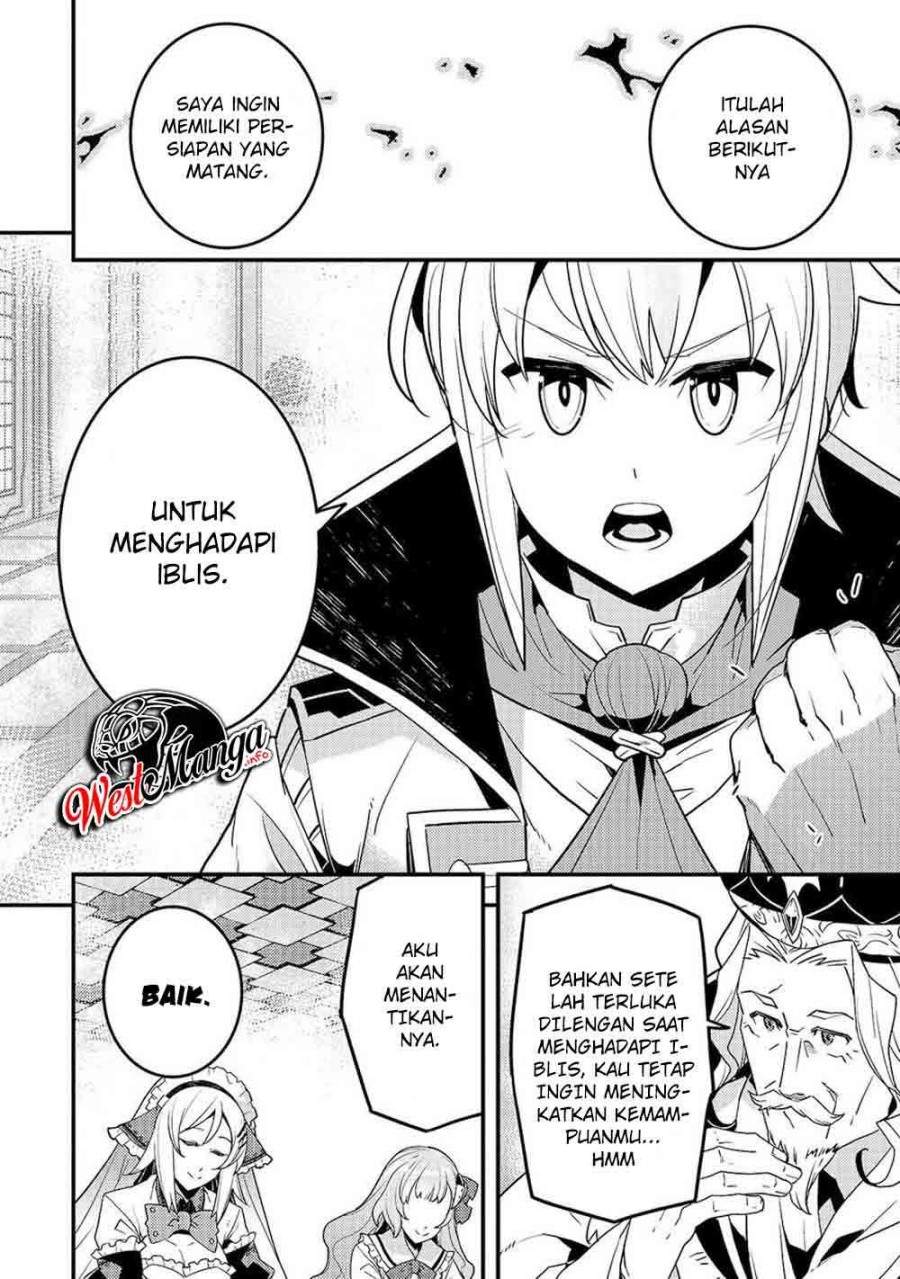 ITULAH
ALASAN
BERIKUT-
NYA
SAYA INGIN
MEMILIKI PER-
SIAPAN YANG
MATANG.
UNTUK
MENGHADAPI
IBLIS.
WestManga
.info
BAHKAN SETE
LAH TERLUKA
DILENGAN SAAT
MENGHADAPI I-
BLIS, KAU TETAP
INGIN MENING-
KATKAN KEMAM-
PUANMU...
HMM
AKU
AKAN
MENAN-
TIKAN-
NYA.
BAIK.